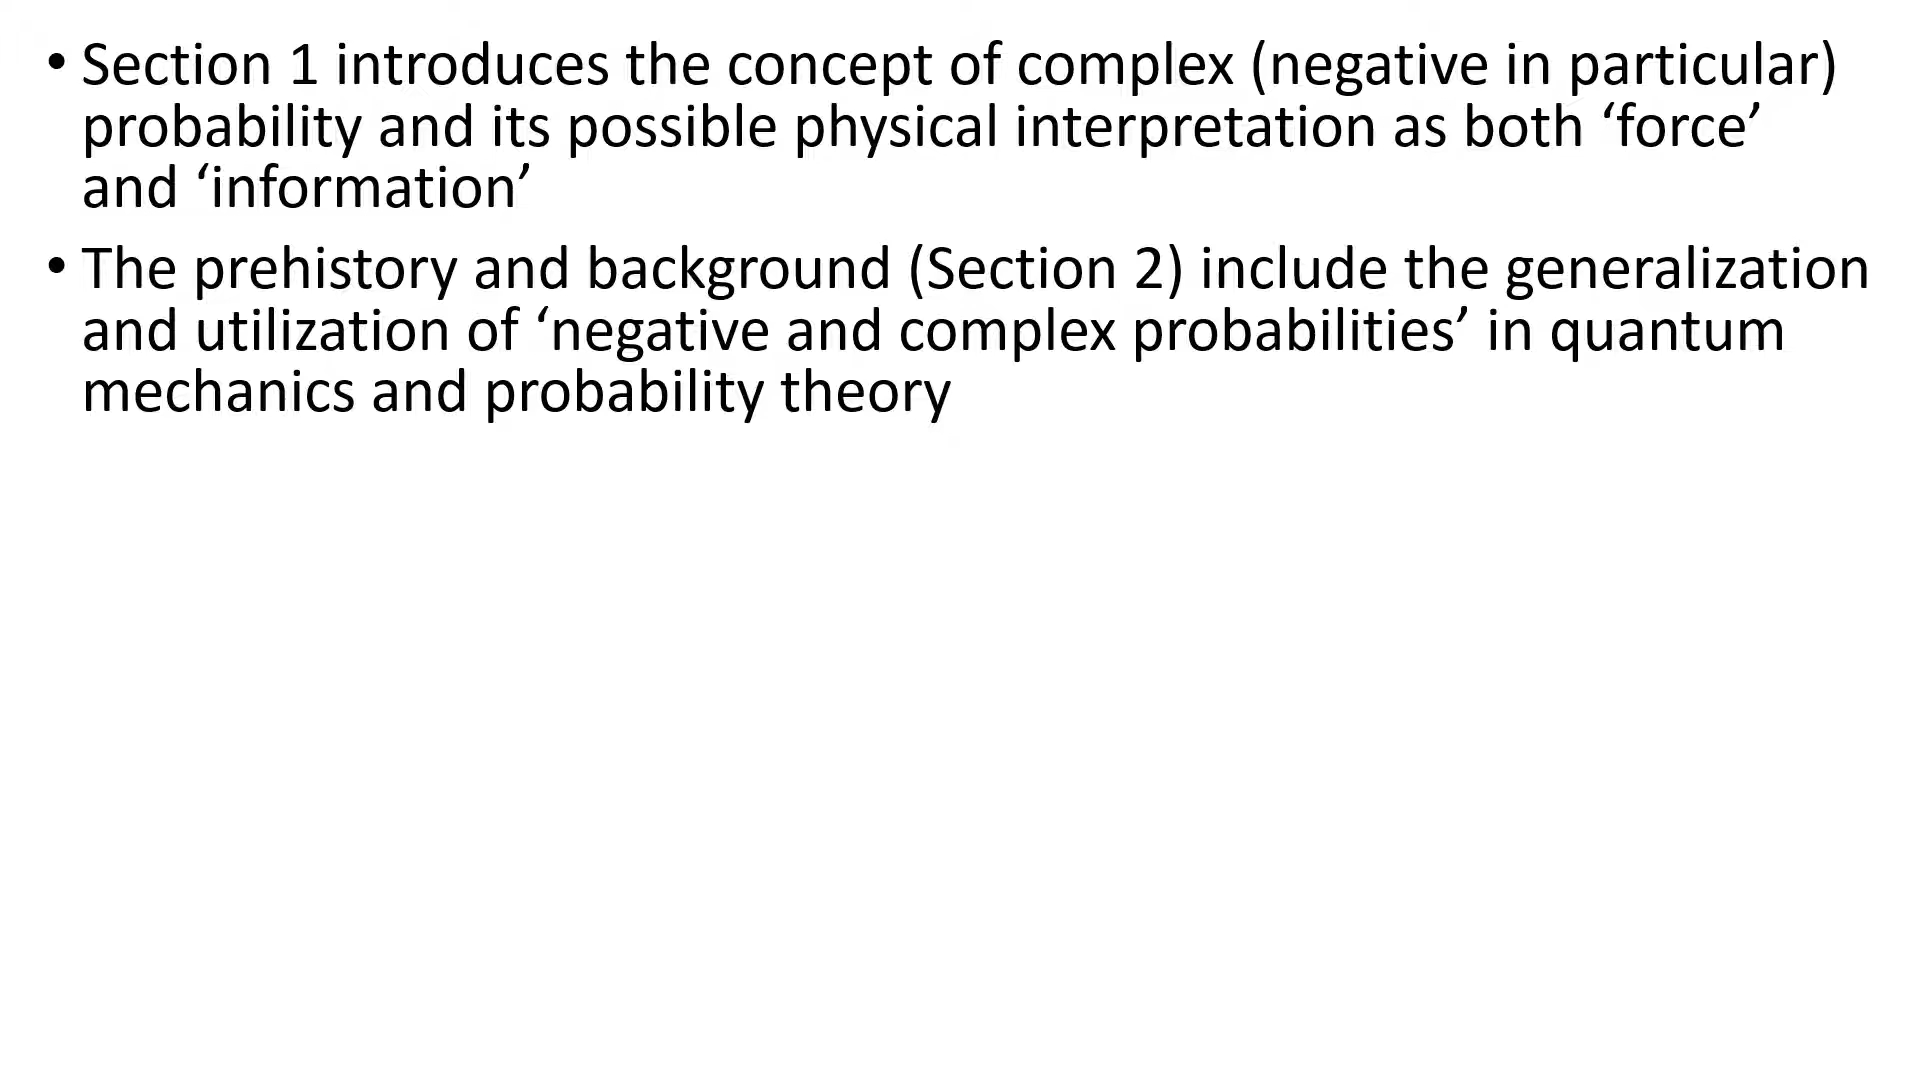 • Section 1 introduces the concept of complex (negative in particular)
probability and its possible physical interpretation as both ‘force’
and ‘information’
• The prehistory and background (Section 2) include the generalization
and utilization of ‘negative and complex probabilities’ in quantum
mechanics and probability theory